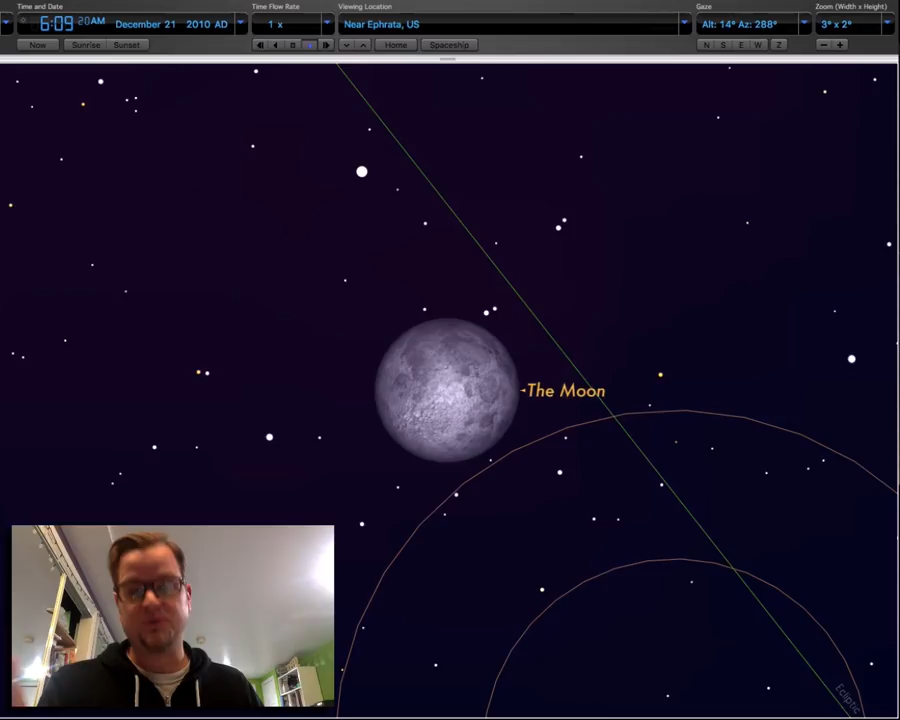 Time and Date
Time Flow Rate
Viewing Location
Gaze
Zoom (Width x Height)
6:09 20AM December 21 2010 AD
1 x
Near Ephrata, US
Alt: 14° Az: 288°
3° x 2°
Now
Sunrise Sunset
Home
Spaceship
N S E W
Z
The Moon
Ecliptic